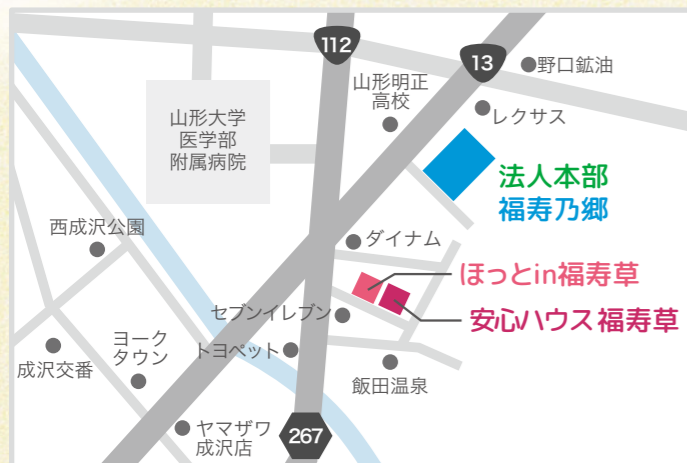 112
13
野口鉱油
山形明正
高校
レクサス
山形大学
医学部
附属病院
法人本部
福寿乃郷
西成沢公園
ダイナム
ほっとin福寿草
セブンイレブン
安心ハウス福寿草
ヨーク
タウン
トヨペット
成沢交番
飯田温泉
ヤマザワ
成沢店
267